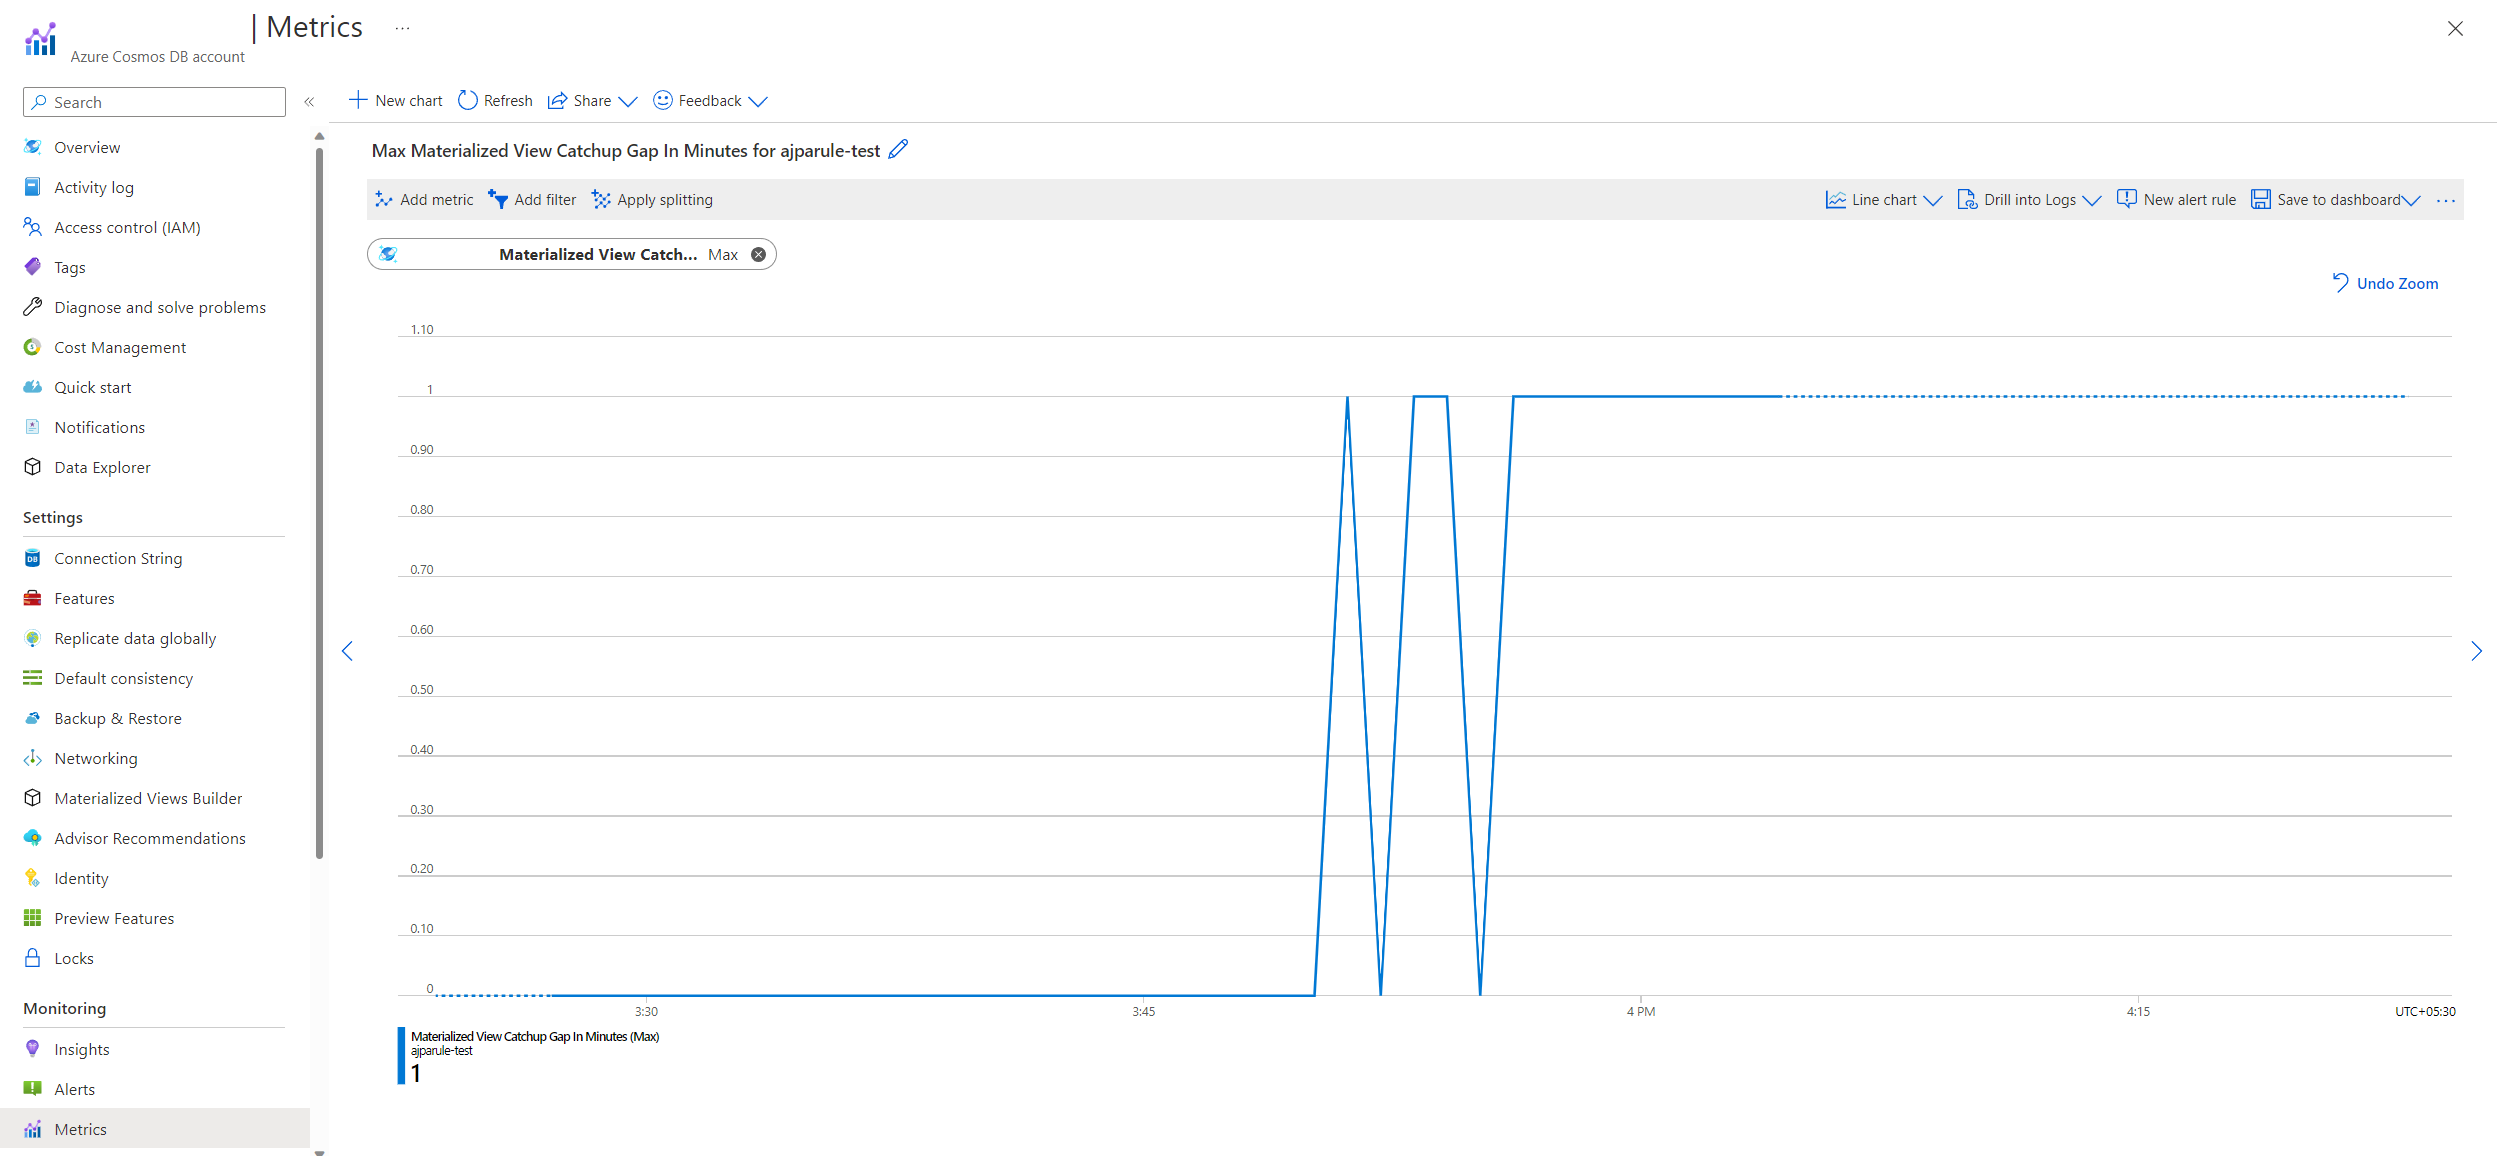 | Metrics ...
Azure Cosmos DB account
Search
«
New chart
Refresh
Share
Feedback
Overview
Activity log
Access control (IAM)
Tags
Diagnose and solve problems
Cost Management
Quick start
Notifications
Data Explorer
Settings
Connection String
Features
Replicate data globally
Default consistency
Backup & Restore
Networking
Materialized Views Builder
Advisor Recommendations
Identity
Preview Features
Locks
Monitoring
Insights
Alerts
Metrics
Max Materialized View Catchup Gap In Minutes for ajparule-test
Add metric
Add filter
Apply splitting
Line chart
Drill into Logs
New alert rule
Save to dashboard
...
Materialized View Catch... Max
Undo Zoom
1.10
1
0.90
0.80
0.70
0.60
0.50
0.40
0.30
0.20
0.10
0
3:30
3:45
4 PM
4:15
UTC+05:30
Materialized View Catchup Gap In Minutes (Max)
ajparule-test
1